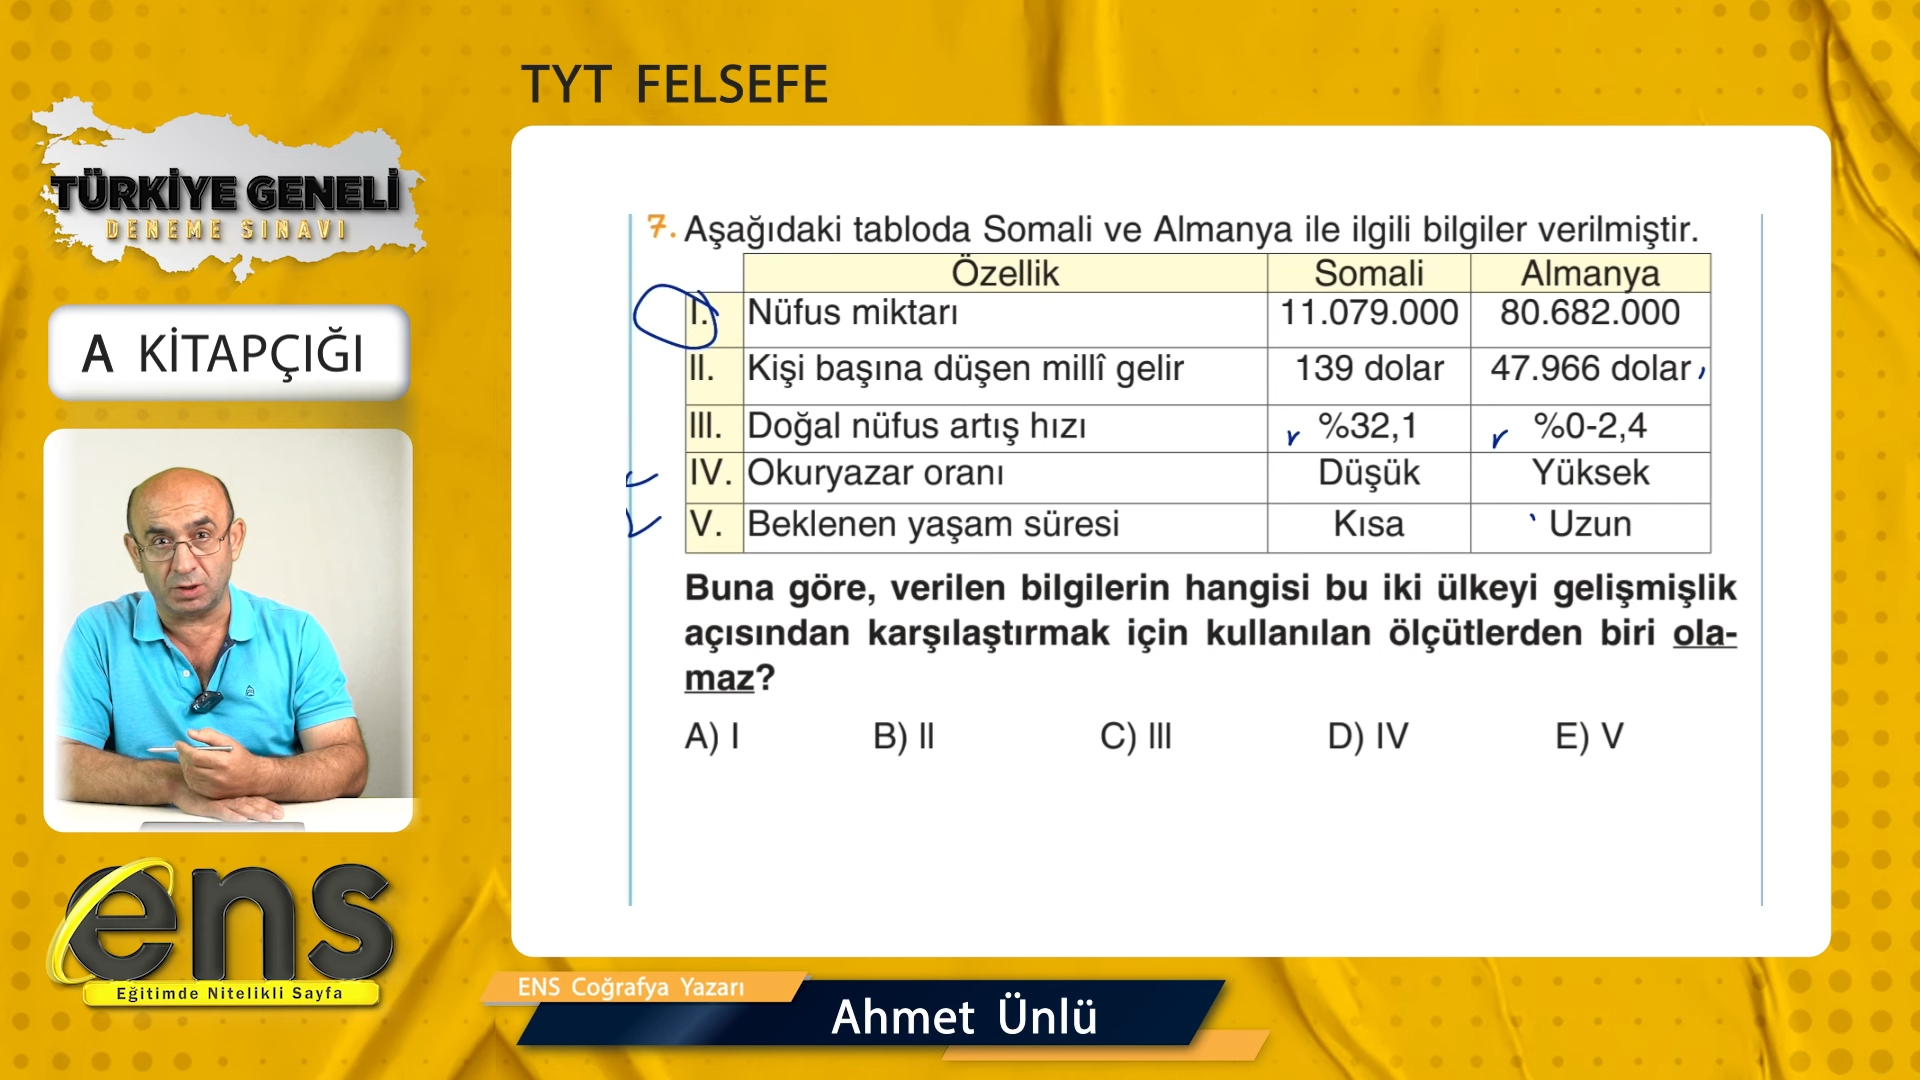 TYT FELSEFE
TÜRKİYE GENELİ
DENEME SINAVI
A KİTAPÇIĞI
7. Aşağıdaki tabloda Somali ve Almanya ile ilgili bilgiler verilmiştir.
Özellik Somali Almanya
I. Nüfus miktarı 11.079.000 80.682.000
II. Kişi başına düşen millî gelir 139 dolar 47.966 dolar
III. Doğal nüfus artış hızı %32,1 %0-2,4
IV. Okuryazar oranı Düşük Yüksek
V. Beklenen yaşam süresi Kısa Uzun
Buna göre, verilen bilgilerin hangisi bu iki ülkeyi gelişmişlik
açısından karşılaştırmak için kullanılan ölçütlerden biri ola-
maz?
A) I B) II C) III D) IV E) V
ens
Eğitimde Nitelikli Sayfa
ENS Coğrafya Yazarı
Ahmet Ünlü